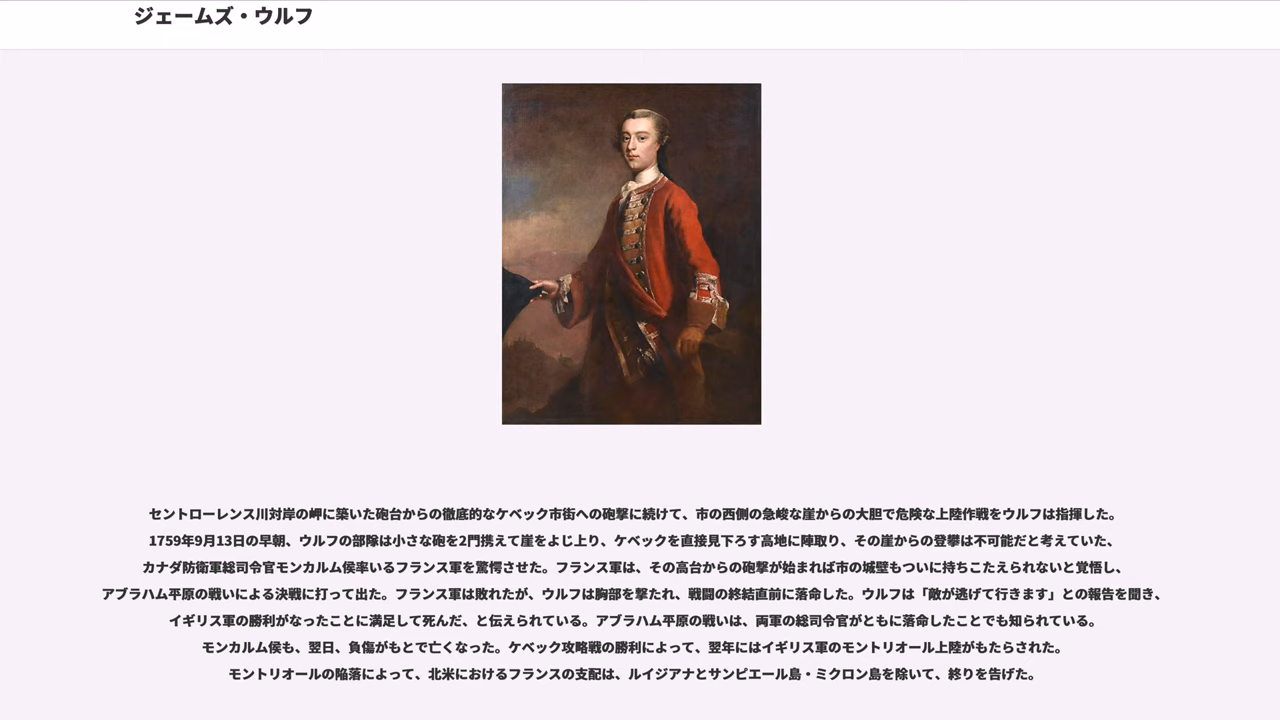 ジェームズ・ウルフ
セントローレンス川対岸の岬に築いた砲台からの徹底的なケベック市街への砲撃に続けて、市の西側の急峻な崖からの大胆で危険な上陸作戦をウルフは指揮した。
1759年9月13日の早朝、ウルフの部隊は小さな砲を2門携えて崖をよじ上り、ケベックを直接見下ろす高地に陣取り、その崖からの登攀は不可能だと考えていた、
カナダ防衛軍総司令官モンカルム侯率いるフランス軍を驚愕させた。フランス軍は、その高台からの砲撃が始まれば市の城壁もついに持ちこたえられないと覚悟し、
アブラハム平原の戦いによる決戦に打って出た。フランス軍は敗れたが、ウルフは胸部を撃たれ、戦闘の終結直前に落命した。ウルフは「敵が逃げて行きます」との報告を聞き、
イギリス軍の勝利がなったことに満足して死んだ、と伝えられている。アブラハム平原の戦いは、両軍の総司令官がともに落命したことでも知られている。
モンカルム侯も、翌日、負傷がもとで亡くなった。ケベック攻略戦の勝利によって、翌年にはイギリス軍のモントリオール上陸がもたらされた。
モントリオールの陥落によって、北米におけるフランスの支配は、ルイジアナとサンピエール島・ミクロン島を除いて、終りを告げた。